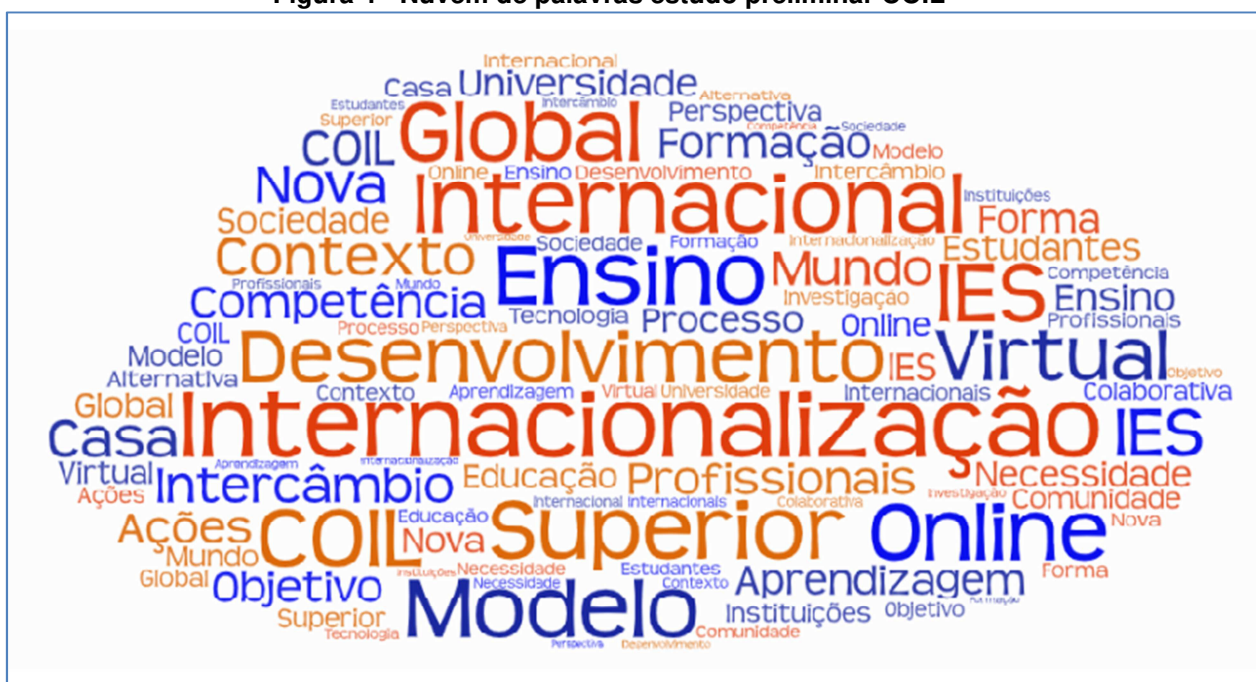 Internacional
Casa Universidade Alternativa
Estudantes Intercâmbio Perspectiva
Superior Global Competência Sociedade
COIL Formação Modelo
Nova Online Ensino Desenvolvimento Intercâmbio
Internacional Instituições
Sociedade Forma
Universidade Sociedade Formação Internacionalização Estudantes
Contexto Ensino Mundo IES Competência
Profissionais Mundo Investigação Ensino
Competência Tecnologia Processo Online Profissionais
COIL Processo Perspectiva
Modelo Desenvolvimento IES Virtual Objetivo
Alternativa Contexto Aprendizagem Virtual Universidade Internacionais Colaborativa
Global Internacionalização IES
Casa
Virtual Aprendizagem Internacionalização Educação Profissionais Necessidade
Ações Intercâmbio Internacional Internacionais Colaborativa Investigação Comunidade
Ações COIL Educação Superior Online Nova
Mundo Nova
Global Objetivo Instituições Necessidade Estudantes Aprendizagem Forma
Necessidade Contexto
Superior Modelo Instituições Objetivo
Tecnologia Comunidade
Perspectiva Desenvolvimento